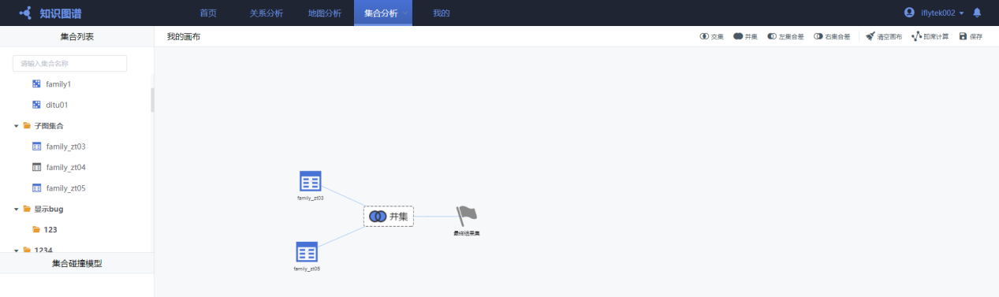 知识图谱
首页 关系分析 地图分析 集合分析 我的
iflytek002
集合列表
我的画布
交集 并集 左集合差 右集合差 清空画布 即席计算 保存
请输入集合名称
family1
ditu01
子图集合
family_zt03
family_zt04
family_zt05
显示bug
123
1234
集合碰撞模型
family_zt03
并集
最终结果集
family_zt05